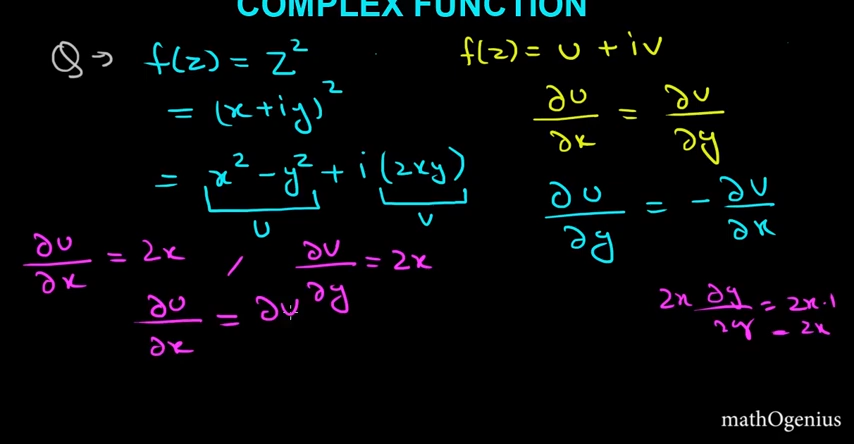 COMPLEX FUNCTION
Q → f(z) = z²
= (x+iy)²
= x² - y² + i (2xy)
U V
f(z) = U + iV
∂U/∂x = ∂V/∂y
∂U/∂y = - ∂V/∂x
∂U/∂x = 2x , ∂V/∂y = 2x
∂U/∂x = ∂V
2x ∂y/∂y = 2x·1
= 2x
mathOgenius